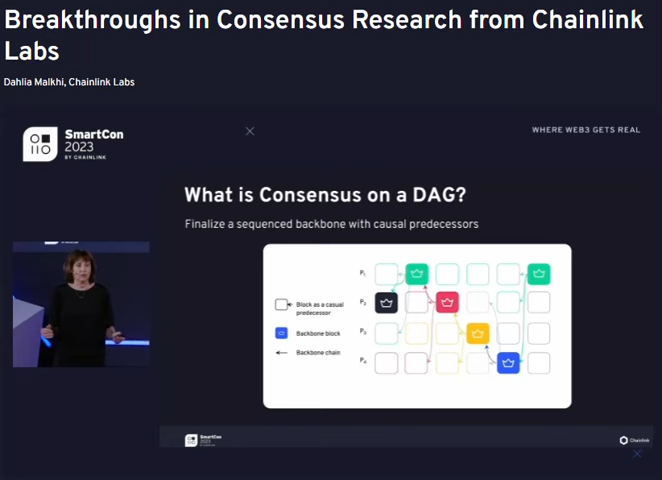 Breakthroughs in Consensus Research from Chainlink
Labs
Dahlia Malkhi, Chainlink Labs
SmartCon
2023
BY CHAINLINK
WHERE WEB3 GETS REAL
What is Consensus on a DAG?
Finalize a sequenced backbone with causal predecessors
Block as a casual
predecessor
Backbone block
Backbone chain
P1
P2
P3
P4
SmartCon
2023
Chainlink